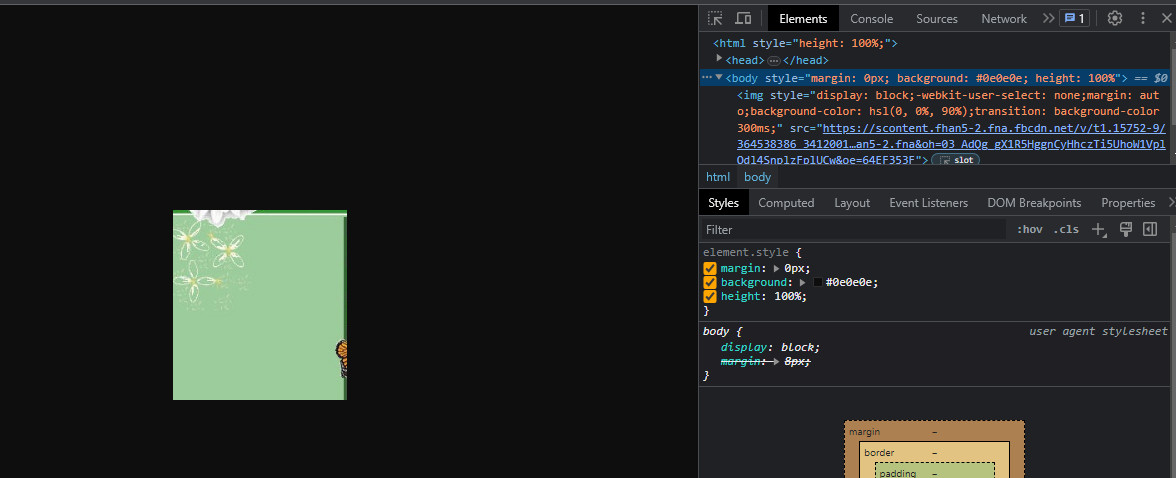 Elements Console Sources Network 1
<html style="height: 100%;">
<head> </head>
<body style="margin: 0px; background: #0e0e0e; height: 100%"> == $0
<img style="display: block;-webkit-user-select: none;margin: aut
o;background-color: hsl(0, 0%, 90%);transition: background-color
300ms;" src="https://scontent.fhan5-2.fna.fbcdn.net/v/t1.15752-9/
364538386_3412001…an5-2.fna&oh=03_AdQg_gX1R5HggnCyHhczTi5UhoW1Vpl
Odl4SnplzFplUCw&oe=64EF353F"> slot
html body
Styles Computed Layout Event Listeners DOM Breakpoints Properties
Filter :hov .cls
element.style {
margin: 0px;
background: #0e0e0e;
height: 100%;
}
body { user agent stylesheet
display: block;
margin: 8px;
}
margin –
border –
padding –